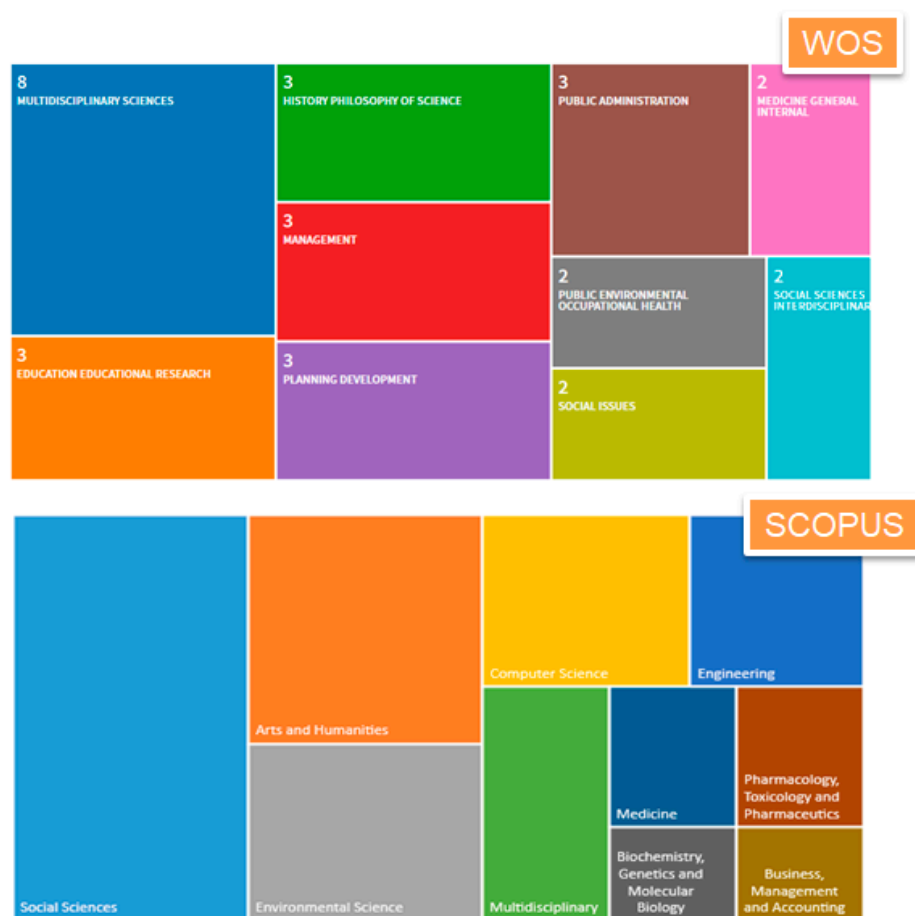 WOS
8
MULTIDISCIPLINARY SCIENCES
3
EDUCATION EDUCATIONAL RESEARCH
3
HISTORY PHILOSOPHY OF SCIENCE
3
MANAGEMENT
3
PLANNING DEVELOPMENT
3
PUBLIC ADMINISTRATION
2
MEDICINE GENERAL
INTERNAL
2
PUBLIC ENVIRONMENTAL
OCCUPATIONAL HEALTH
2
SOCIAL ISSUES
2
SOCIAL SCIENCES
INTERDISCIPLINAR
SCOPUS
Social Sciences
Arts and Humanities
Environmental Science
Computer Science
Engineering
Multidisciplinary
Medicine
Pharmacology,
Toxicology and
Pharmaceutics
Biochemistry,
Genetics and
Molecular
Biology
Business,
Management
and Accounting